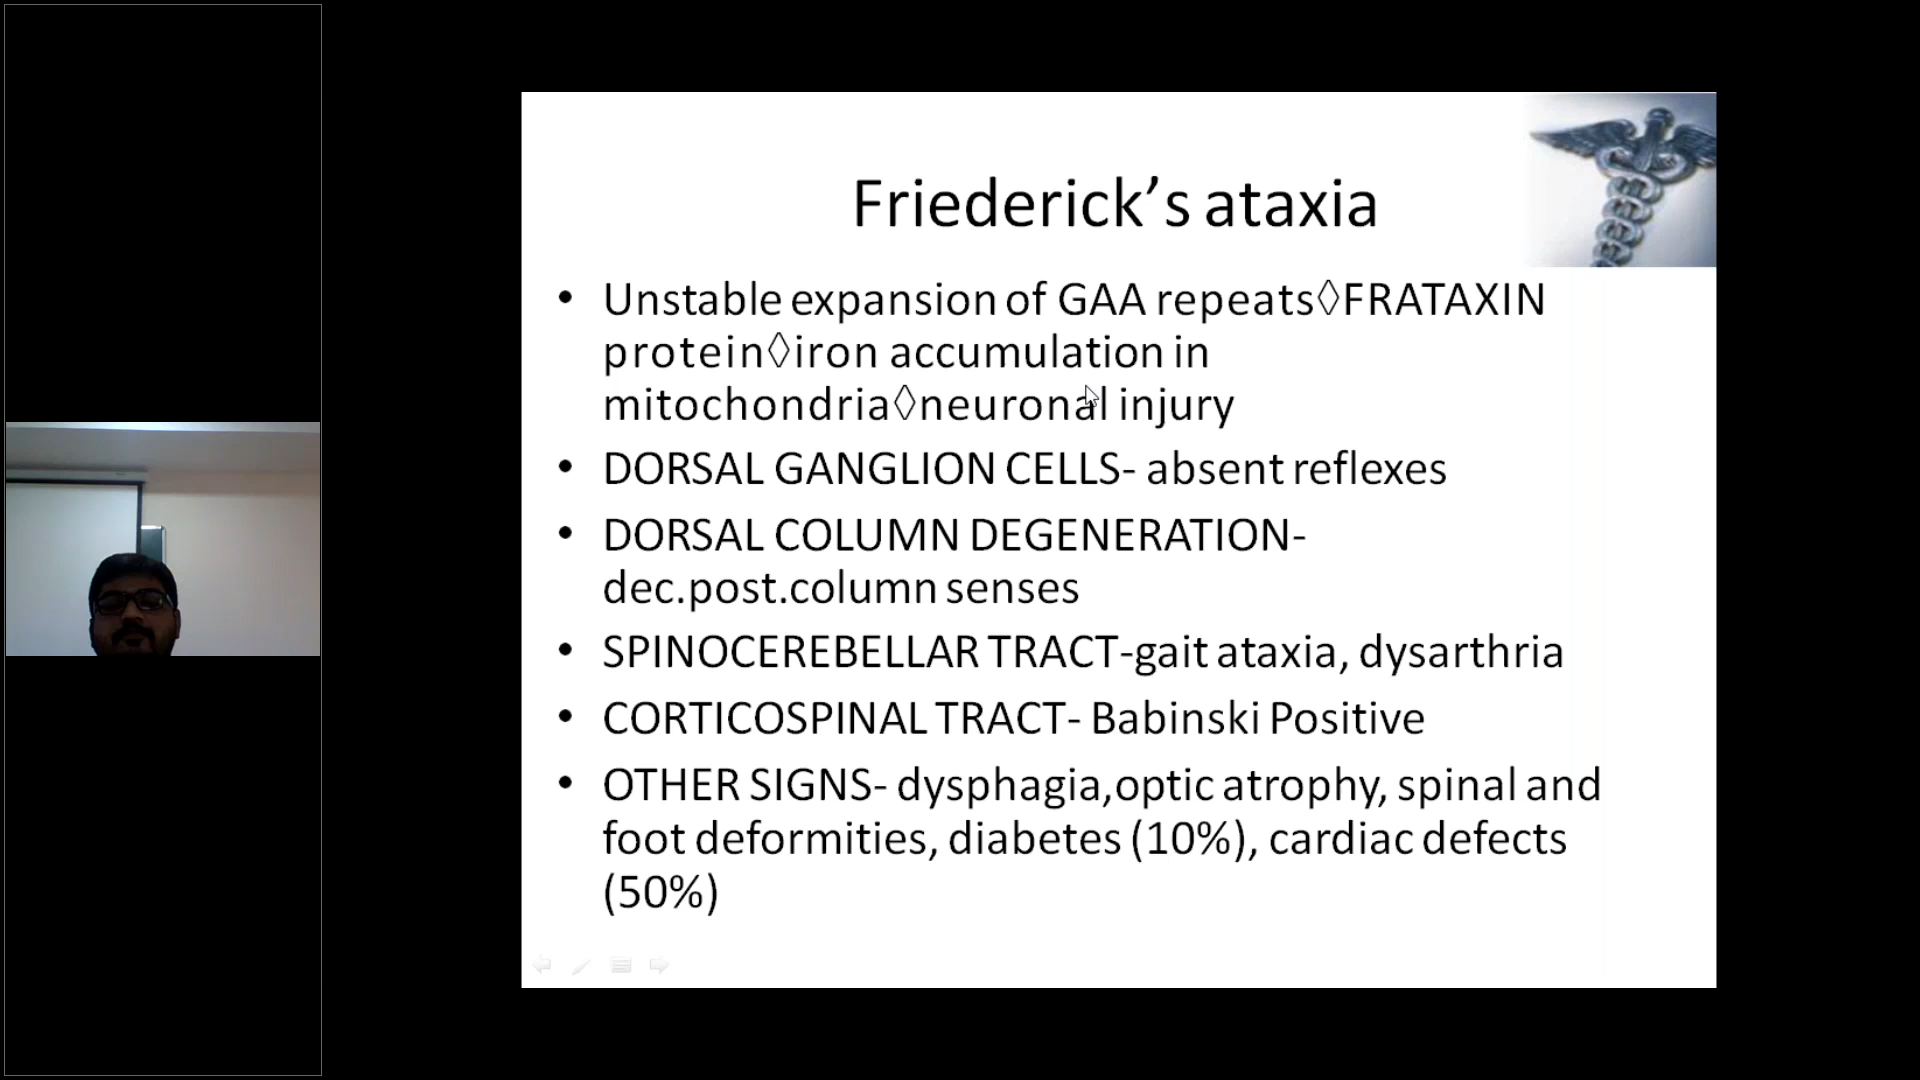 Friederick’s ataxia
• Unstable expansion of GAA repeats◊FRATAXIN
protein◊iron accumulation in
mitochondria◊neuronal injury
• DORSAL GANGLION CELLS- absent reflexes
• DORSAL COLUMN DEGENERATION-
dec.post.column senses
• SPINOCEREBELLAR TRACT-gait ataxia, dysarthria
• CORTICOSPINAL TRACT- Babinski Positive
• OTHER SIGNS- dysphagia,optic atrophy, spinal and
foot deformities, diabetes (10%), cardiac defects
(50%)